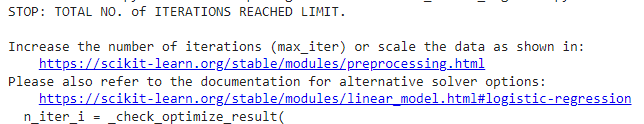 STOP: TOTAL NO. of ITERATIONS REACHED LIMIT.
Increase the number of iterations (max_iter) or scale the data as shown in:
https://scikit-learn.org/stable/modules/preprocessing.html
Please also refer to the documentation for alternative solver options:
https://scikit-learn.org/stable/modules/linear_model.html#logistic-regression
n_iter_i = _check_optimize_result(